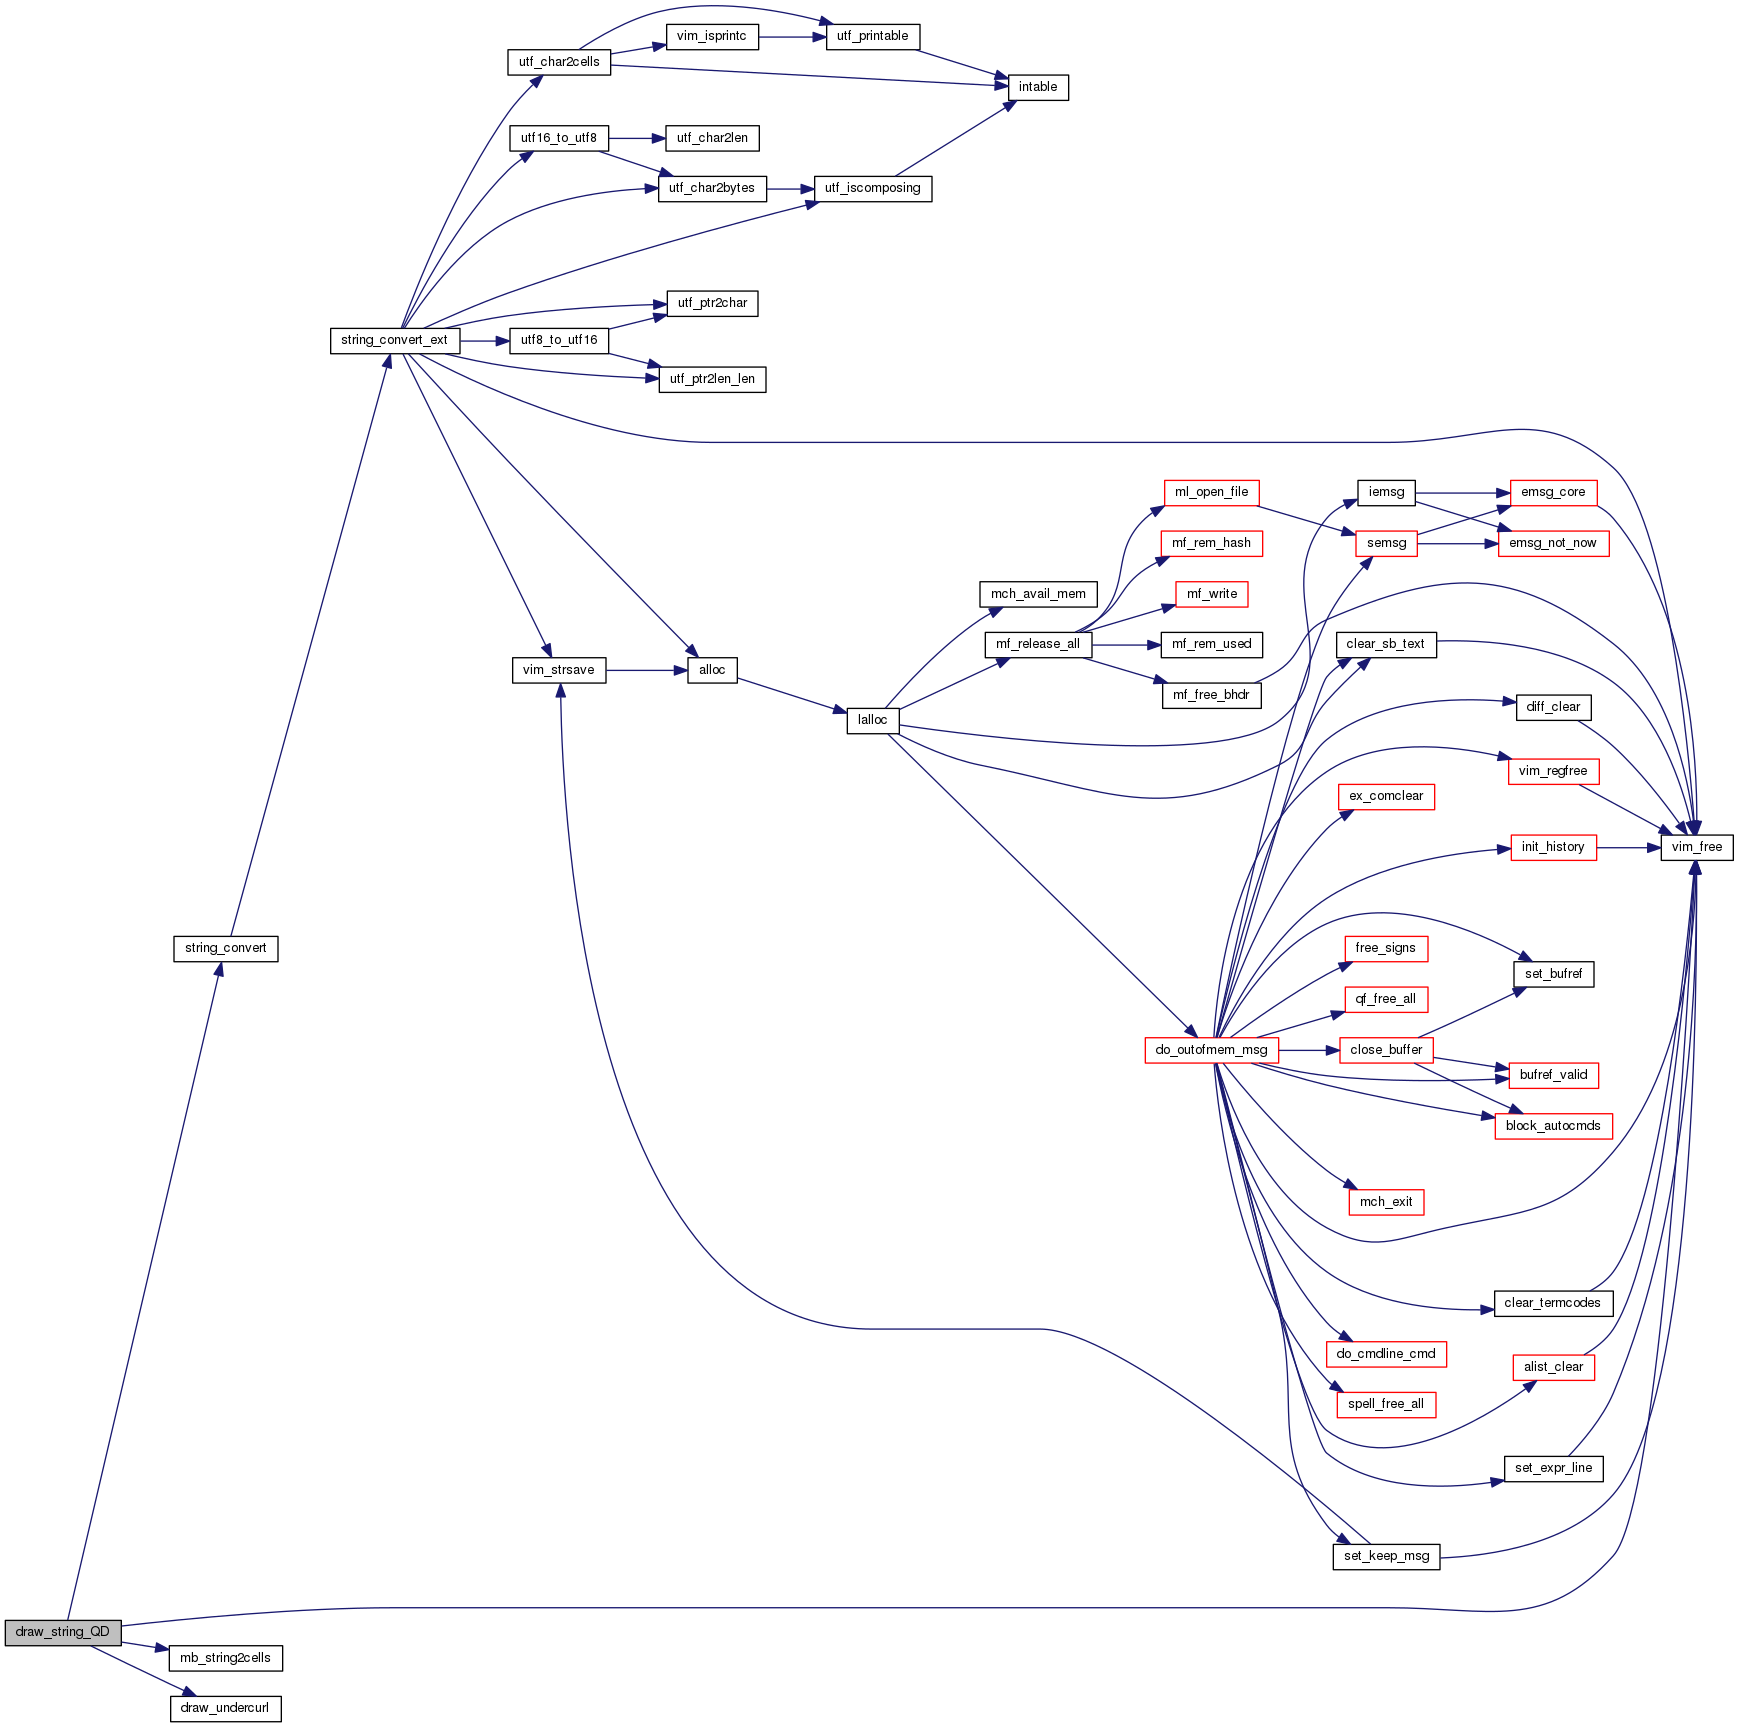 vim_isprintc
utf_printable
utf_char2cells
intable
utf16_to_utf8
utf_char2len
utf_char2bytes
utf_iscomposing
utf_ptr2char
string_convert_ext
utf8_to_utf16
utf_ptr2len_len
ml_open_file
iemsg
emsg_core
mf_rem_hash
semsg
emsg_not_now
mch_avail_mem
mf_write
mf_release_all
mf_rem_used
clear_sb_text
vim_strsave
alloc
mf_free_bhdr
diff_clear
lalloc
vim_regfree
ex_comclear
init_history
vim_free
string_convert
free_signs
set_bufref
qf_free_all
do_outofmem_msg
close_buffer
bufref_valid
block_autocmds
mch_exit
clear_termcodes
do_cmdline_cmd
alist_clear
spell_free_all
set_expr_line
set_keep_msg
draw_string_QD
mb_string2cells
draw_undercurl